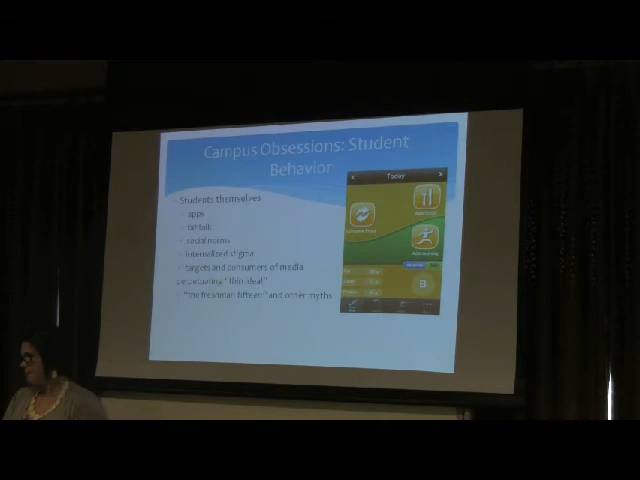 Campus Obsessions: Student
Behavior
Students themselves
apps
fat talk
social norms
internalized stigma
targets and consumers of media
perpetuating "thin ideal"
"the freshman fifteen" and other myths
Today
B